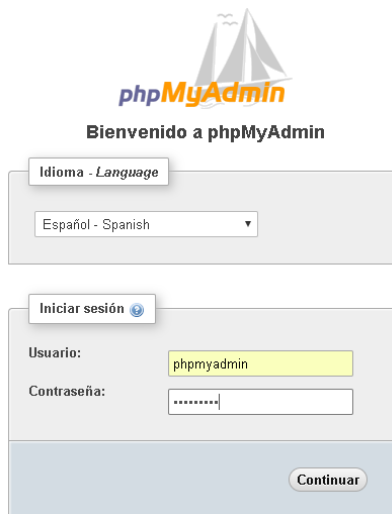 phpMyAdmin
Bienvenido a phpMyAdmin
Idioma - Language
Español - Spanish
Iniciar sesión
Usuario:
phpmyadmin
Contraseña:
•••••••••
Continuar